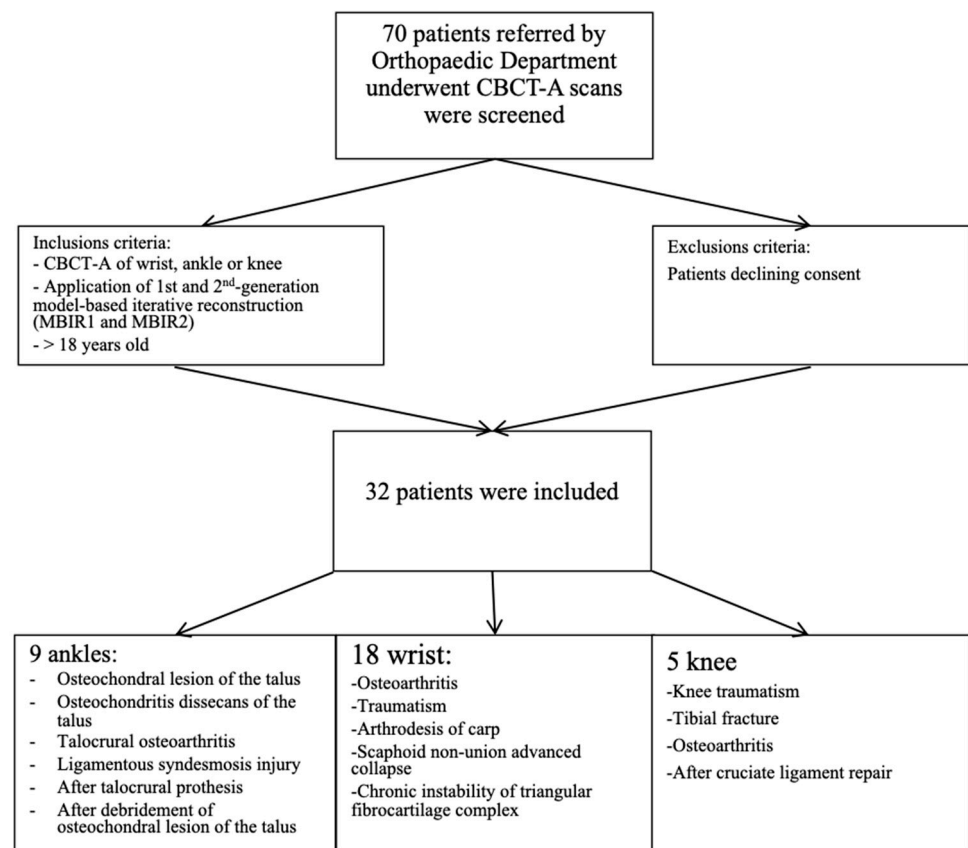 70 patients referred by
Orthopaedic Department
underwent CBCT-A scans
were screened
Inclusions criteria:
- CBCT-A of wrist, ankle or knee
- Application of 1st and 2nd-generation
model-based iterative reconstruction
(MBIR1 and MBIR2)
- > 18 years old
Exclusions criteria:
Patients declining consent
32 patients were included
9 ankles:
- Osteochondral lesion of the talus
- Osteochondritis dissecans of the
talus
- Talocrural osteoarthritis
- Ligamentous syndesmosis injury
- After talocrural prothesis
- After debridement of
osteochondral lesion of the talus
18 wrist:
-Osteoarthritis
-Traumatism
-Arthrodesis of carp
-Scaphoid non-union advanced
collapse
-Chronic instability of triangular
fibrocartilage complex
5 knee
-Knee traumatism
-Tibial fracture
-Osteoarthritis
-After cruciate ligament repair